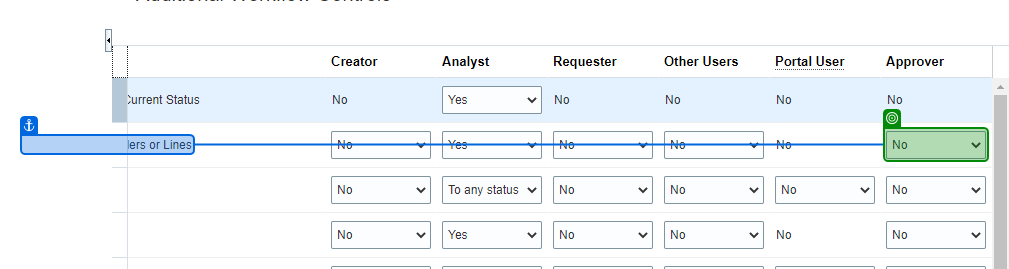 Creator Analyst Requester Other Users Portal User Approver
Current Status No Yes No No No No
or Lines No Yes No No No No
No To any status No No No No
No Yes No No No No